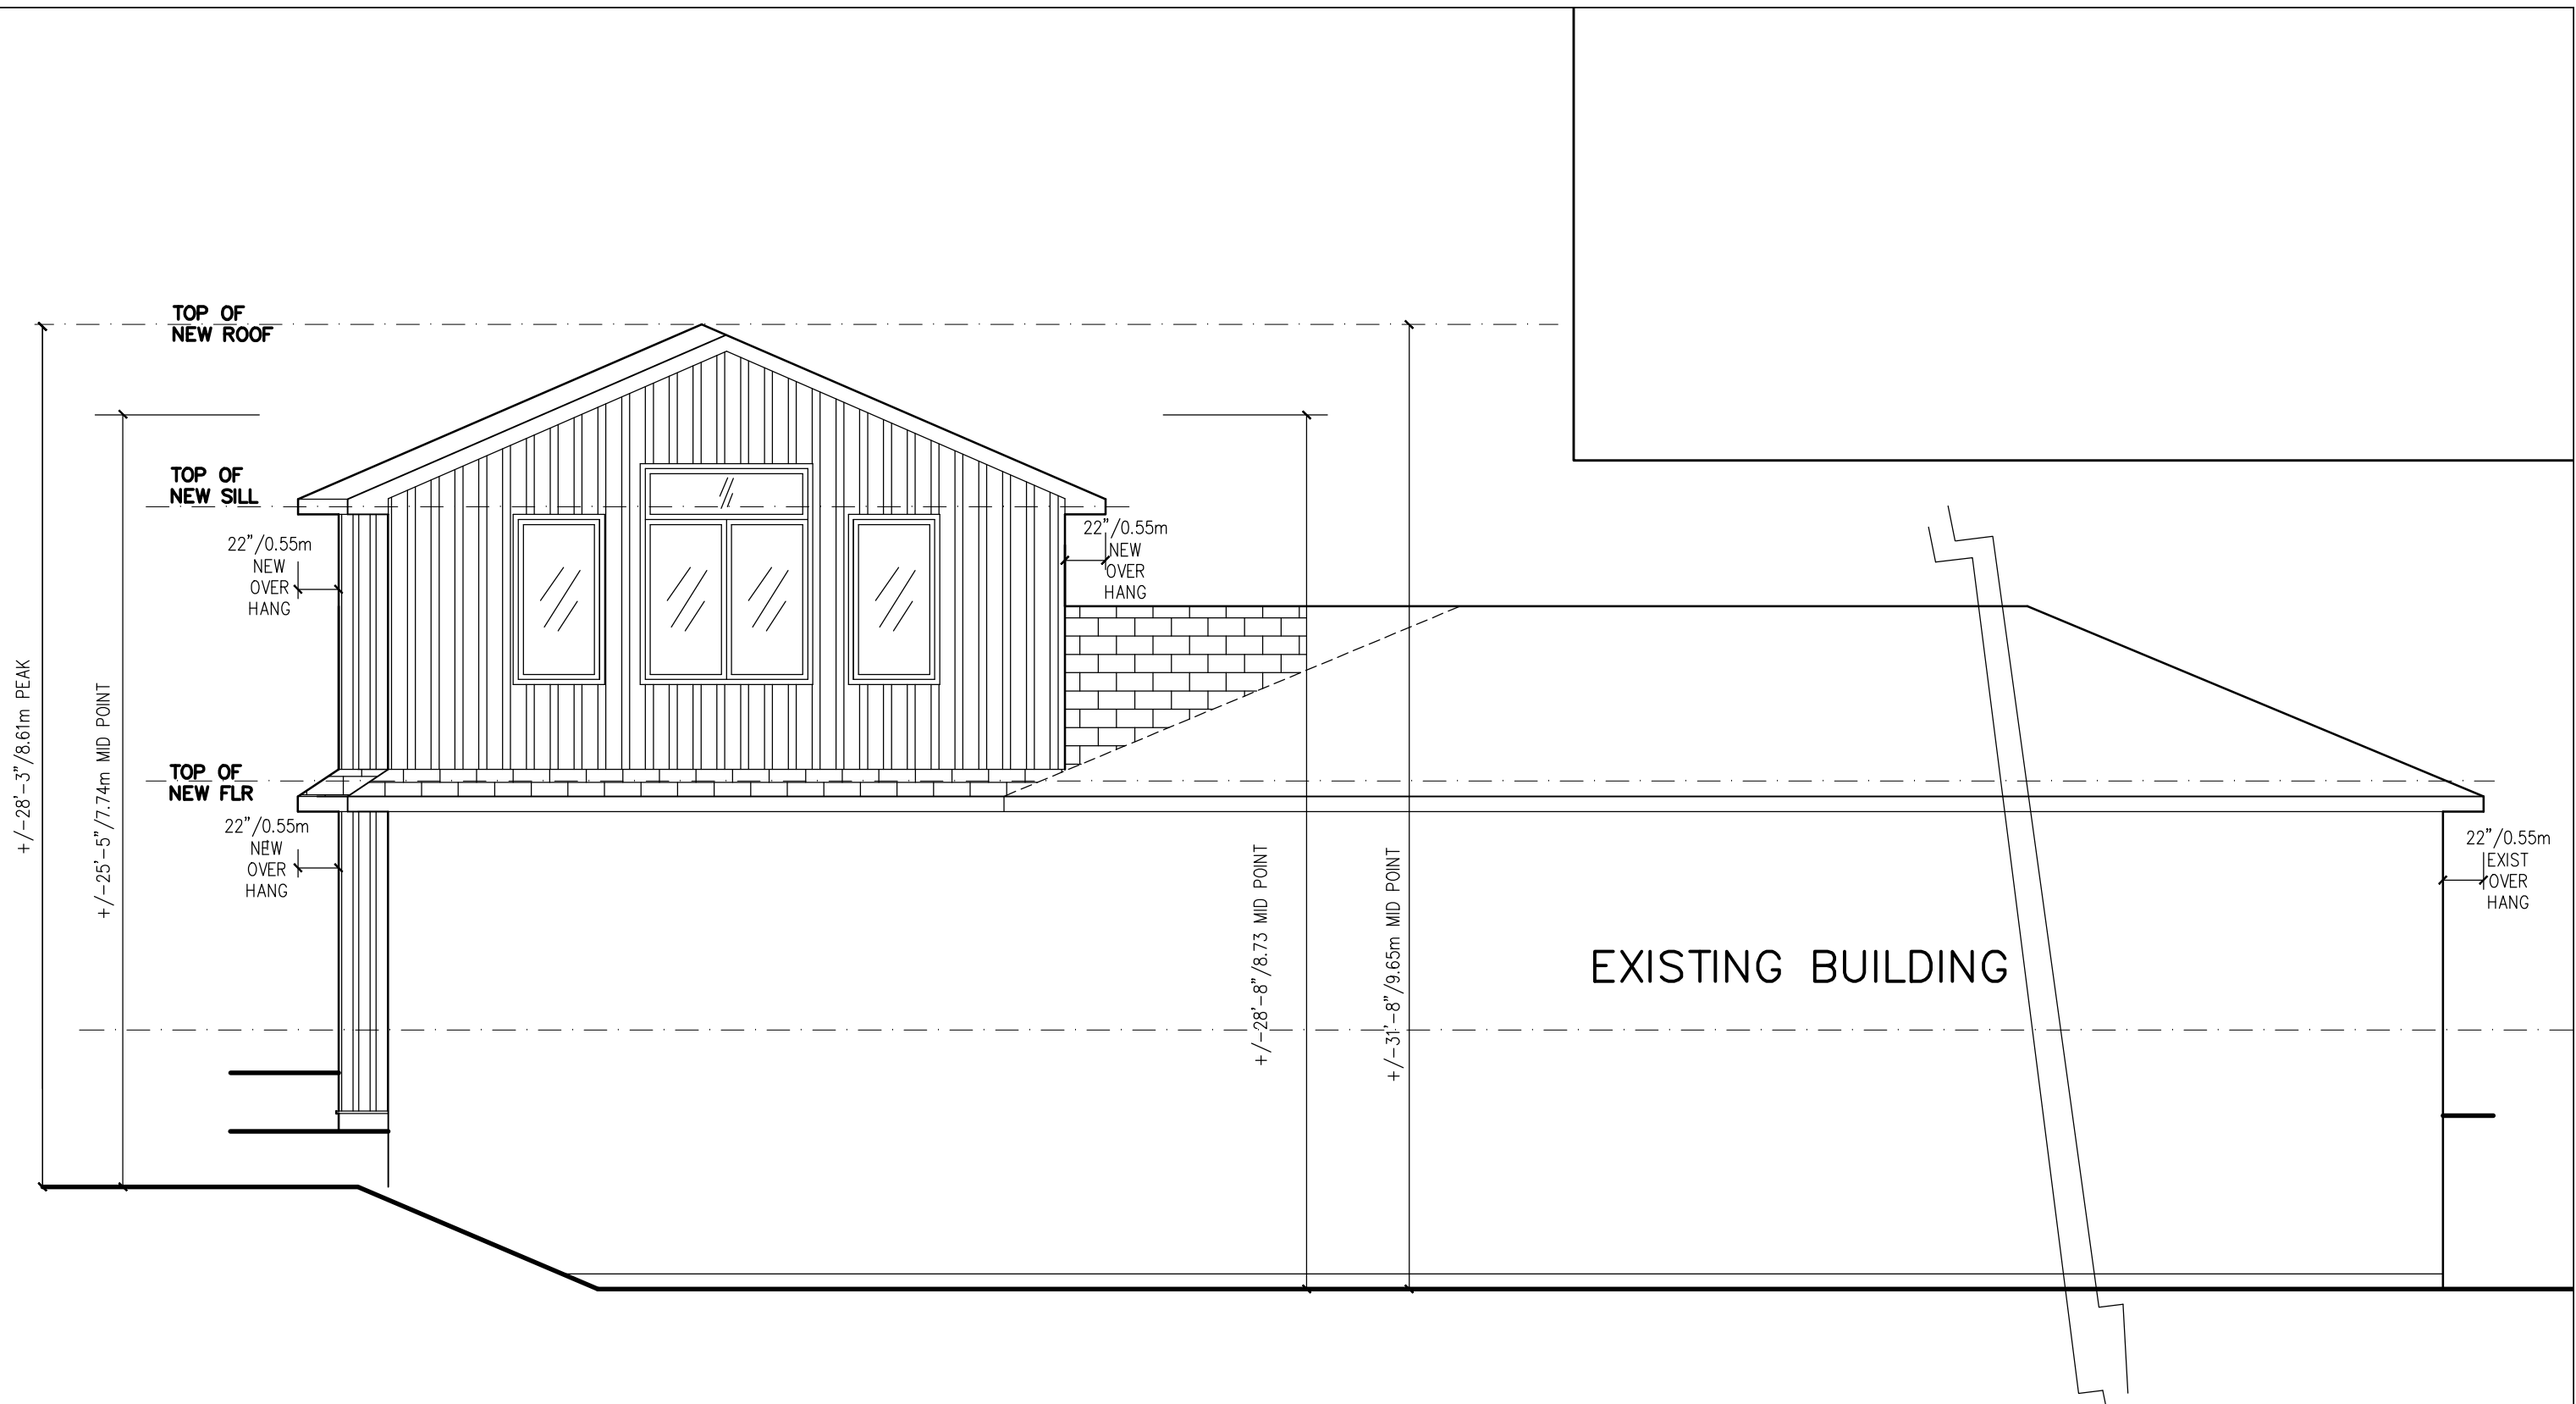 TOP OF
NEW ROOF
TOP OF
NEW SILL
22"/0.55m
NEW
OVER
HANG
22"/0.55m
NEW
OVER
HANG
+/-28'-3"/8.61m PEAK
+/-25'-5"/7.74m MID POINT
TOP OF
NEW FLR
22"/0.55m
NEW
OVER
HANG
+/-28'-8"/8.73 MID POINT
+/-31'-8"/9.65m MID POINT
22"/0.55m
EXIST
OVER
HANG
EXISTING BUILDING